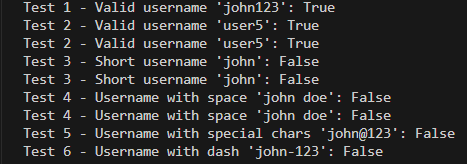 Test 1 - Valid username 'john123': True
Test 2 - Valid username 'user5': True
Test 2 - Valid username 'user5': True
Test 3 - Short username 'john': False
Test 3 - Short username 'john': False
Test 4 - Username with space 'john doe': False
Test 4 - Username with space 'john doe': False
Test 5 - Username with special chars 'john@123': False
Test 6 - Username with dash 'john-123': False